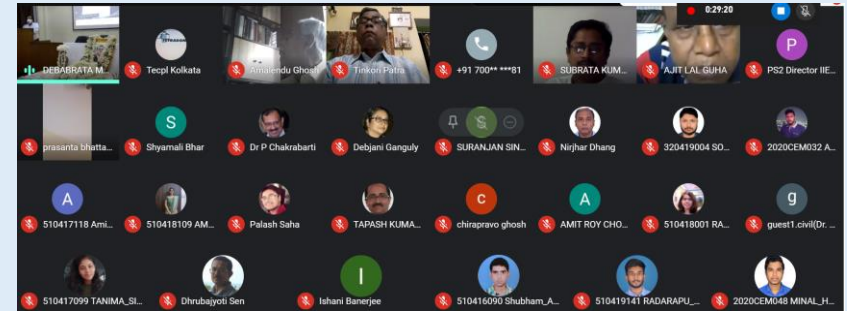 0:29:20
DEBABRATA M...
Tecpl Kolkata
Amalendu Ghosh
Tinkori Patra
+91 700** ***81
SUBRATA KUM...
AJIT LAL GUHA
P
PS2 Director IIE...
prasanta bhatta...
S
Shyamali Bhar
Dr P Chakrabarti
Debjani Ganguly
S
SURANJAN SIN...
Nirjhar Dhang
320419004 SO...
2020CEM032 A...
A
510417118 Ami...
510418109 AM...
Palash Saha
TAPASH KUMA...
c
chirapravo ghosh
A
AMIT ROY CHO...
510418001 RA...
g
guest1.civil(Dr. ...
510417099 TANIMA_SI...
Dhrubajyoti Sen
I
Ishani Banerjee
510416090 Shubham_A...
510419141 RADARAPU_...
2020CEM048 MINAL_H...